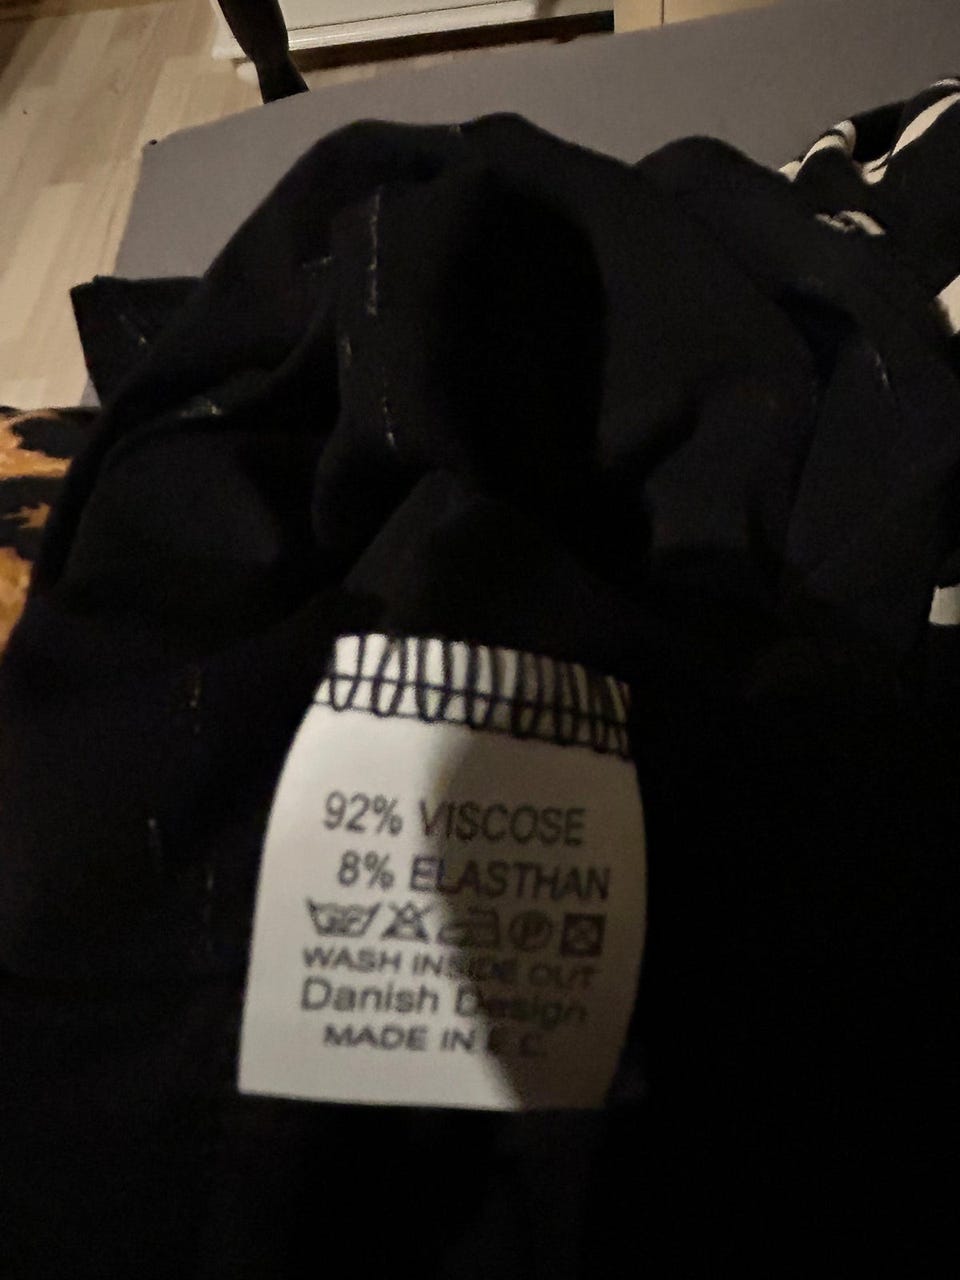 92% VISCOSE
8% ELASTHAN
WASH INSIDE OUT
Danish Design
MADE IN E.C.